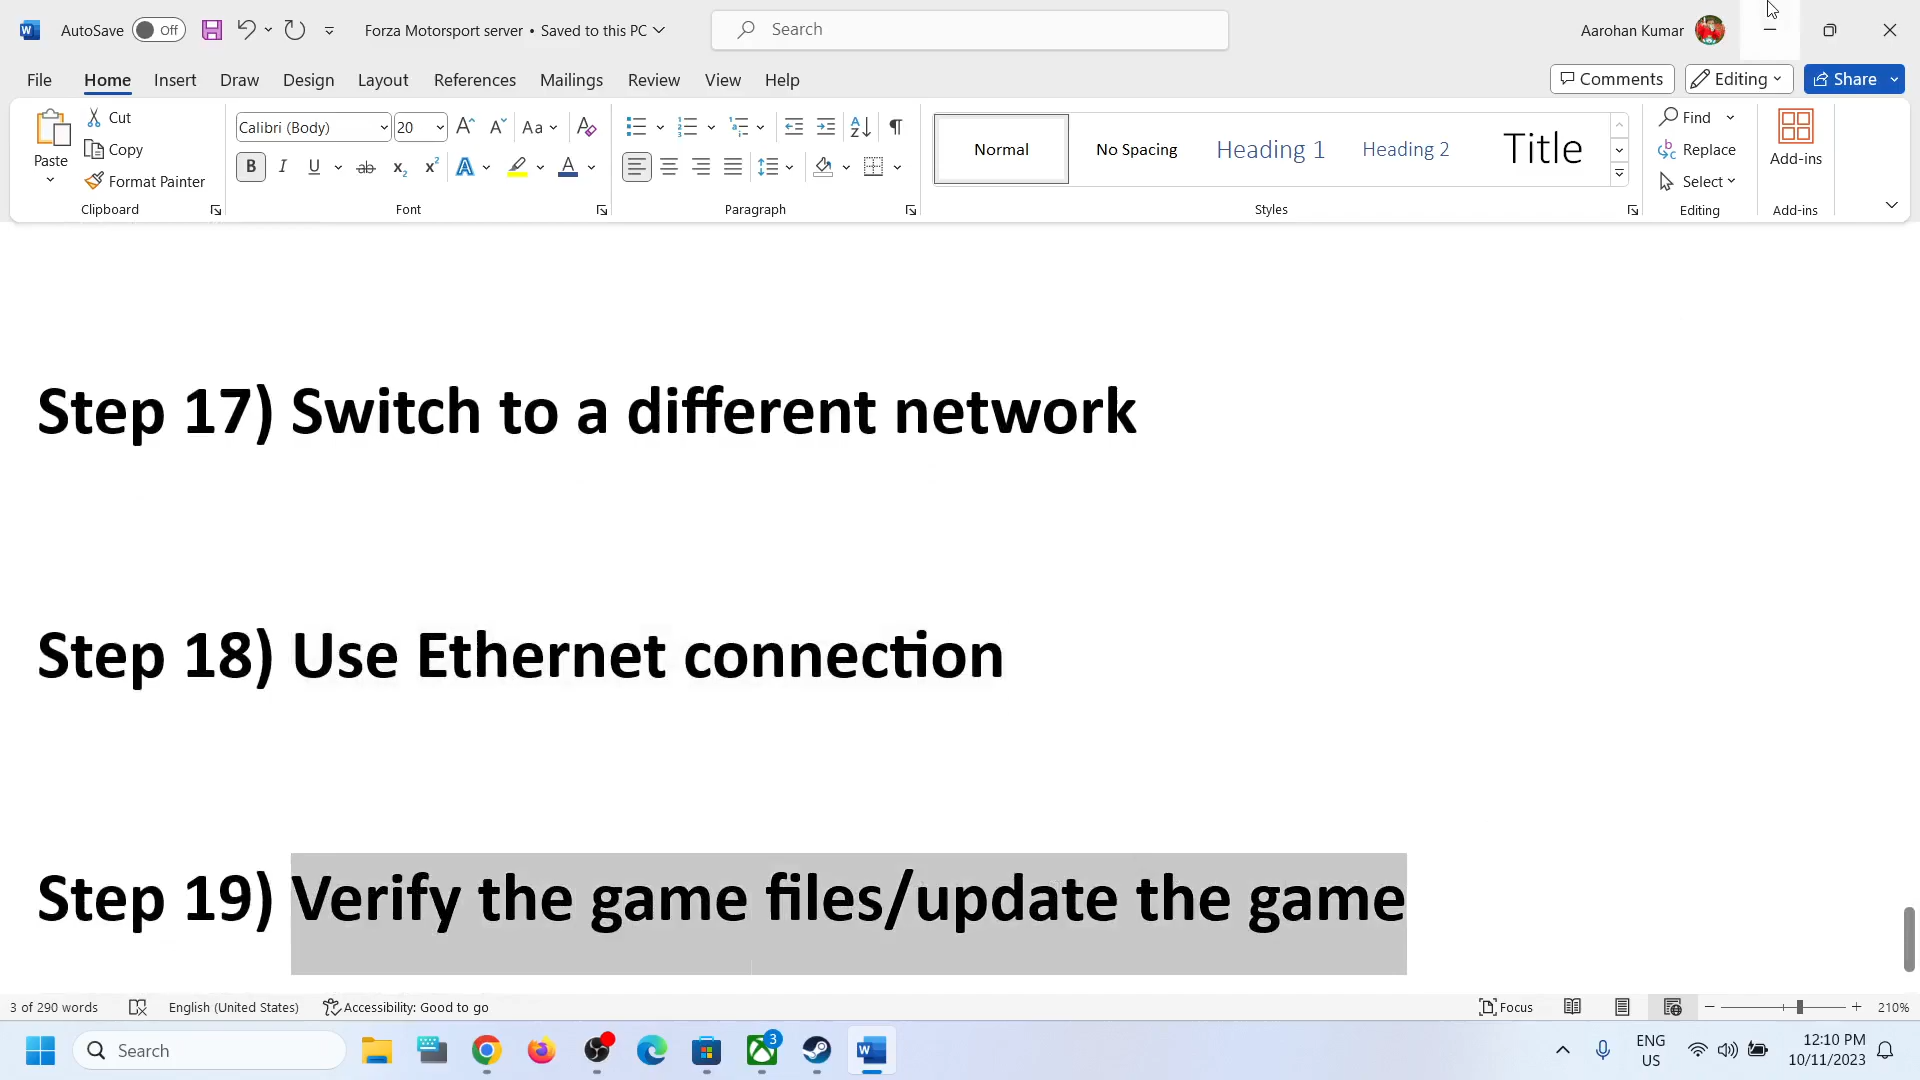 AutoSave Off Forza Motorsport server • Saved to this PC Search Aarohan Kumar
File Home Insert Draw Design Layout References Mailings Review View Help Comments Editing Share
Paste Cut Copy Format Painter Clipboard
Calibri (Body) 20 Font
Paragraph
Normal No Spacing Heading 1 Heading 2 Title Styles
Find Replace Select Editing
Add-ins Add-ins
Step 17) Switch to a different network
Step 18) Use Ethernet connection
Step 19) Verify the game files/update the game
3 of 290 words English (United States) Accessibility: Good to go Focus 210%
Search 3 ENG US 12:10 PM 10/11/2023